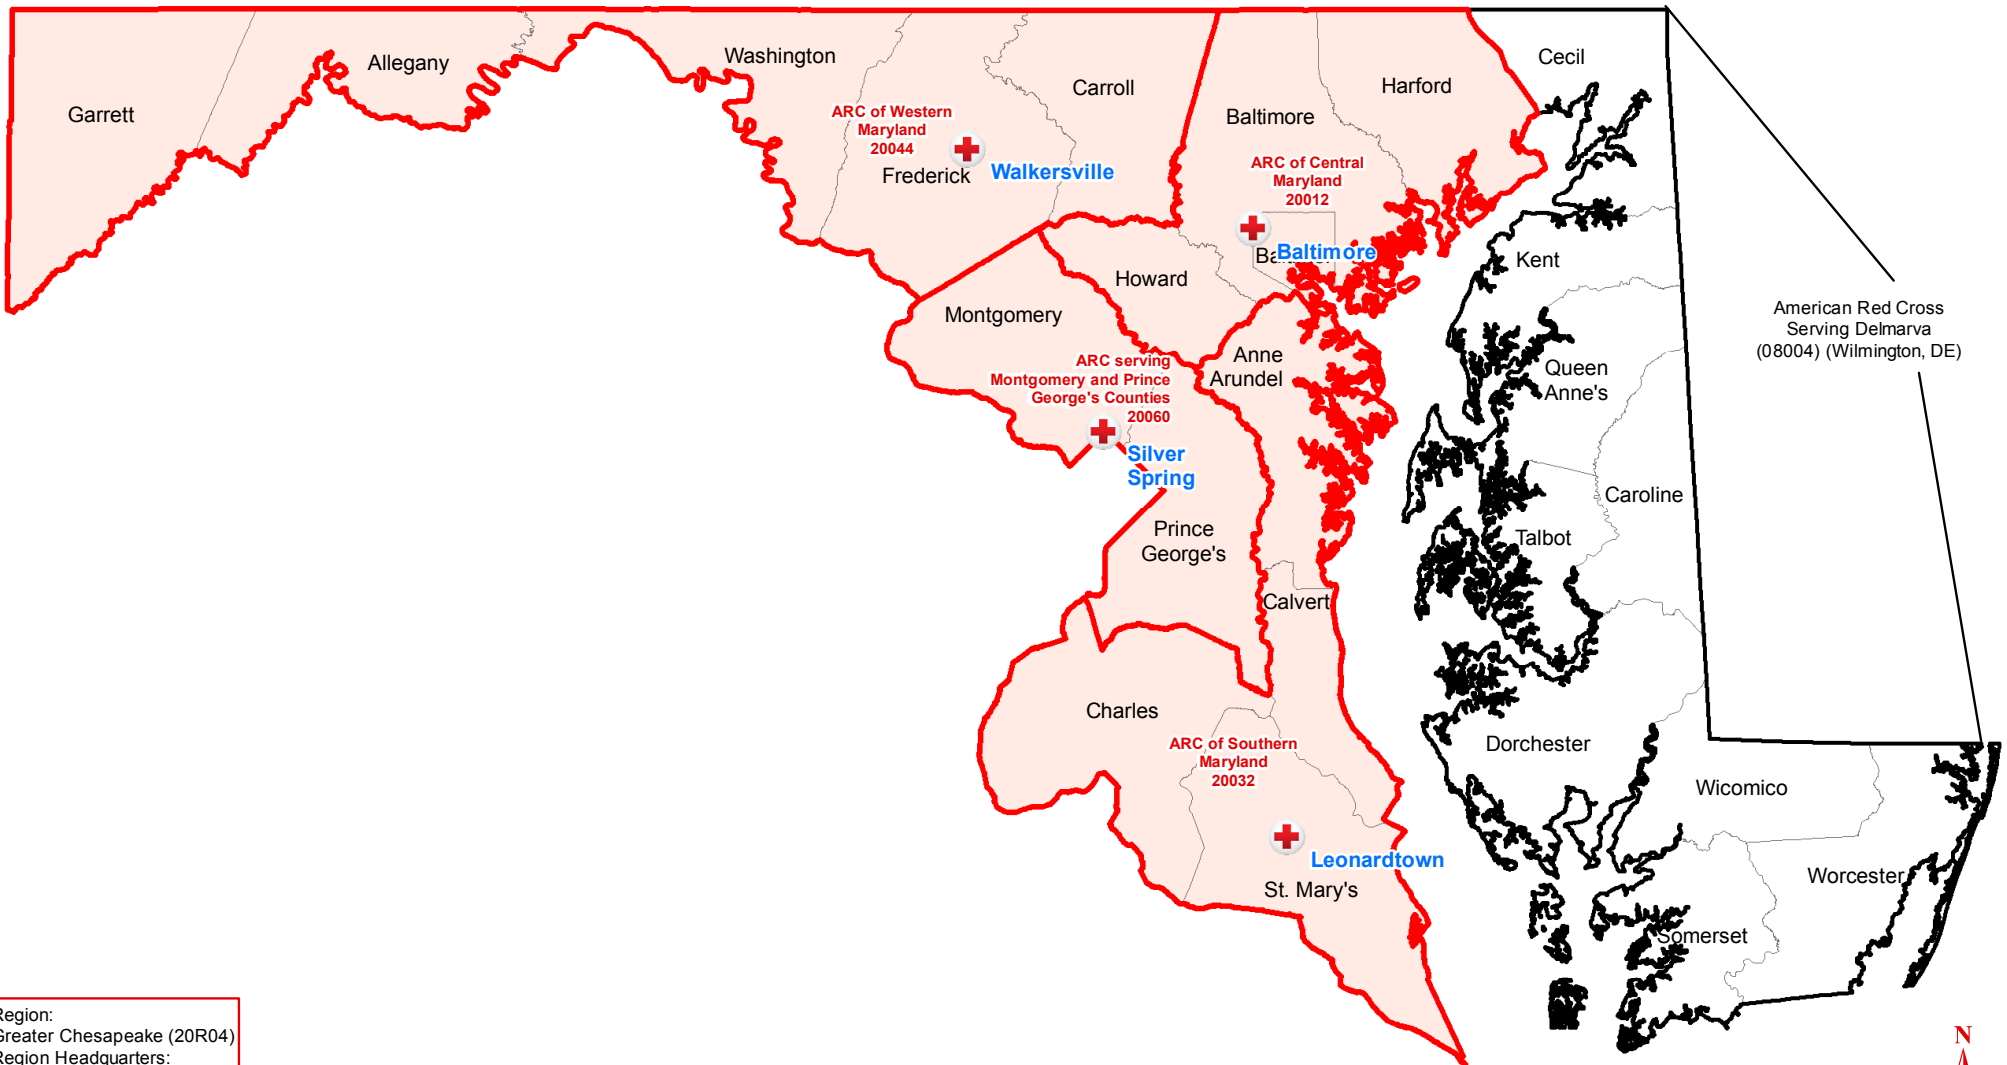 Garrett
Allegany
Washington
ARC of Western
Maryland
20044
Frederick
Walkersville
Carroll
Baltimore
Harford
ARC of Central
Maryland
20012
Baltimore
Cecil
Kent
Howard
Montgomery
Anne
Arundel
ARC serving
Montgomery and Prince
George's Counties
20060
Silver
Spring
Prince
George's
Calvert
Charles
ARC of Southern
Maryland
20032
Leonardtown
St. Mary's
Queen
Anne's
Caroline
Talbot
Dorchester
Wicomico
Worcester
Somerset
American Red Cross
Serving Delmarva
(08004) (Wilmington, DE)
Region:
Greater Chesapeake (20R04)
Region Headquarters:
N